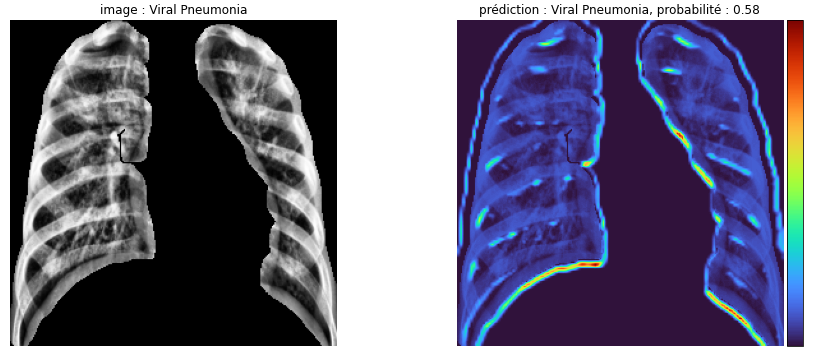 image : Viral Pneumonia
prédiction : Viral Pneumonia, probabilité : 0.58